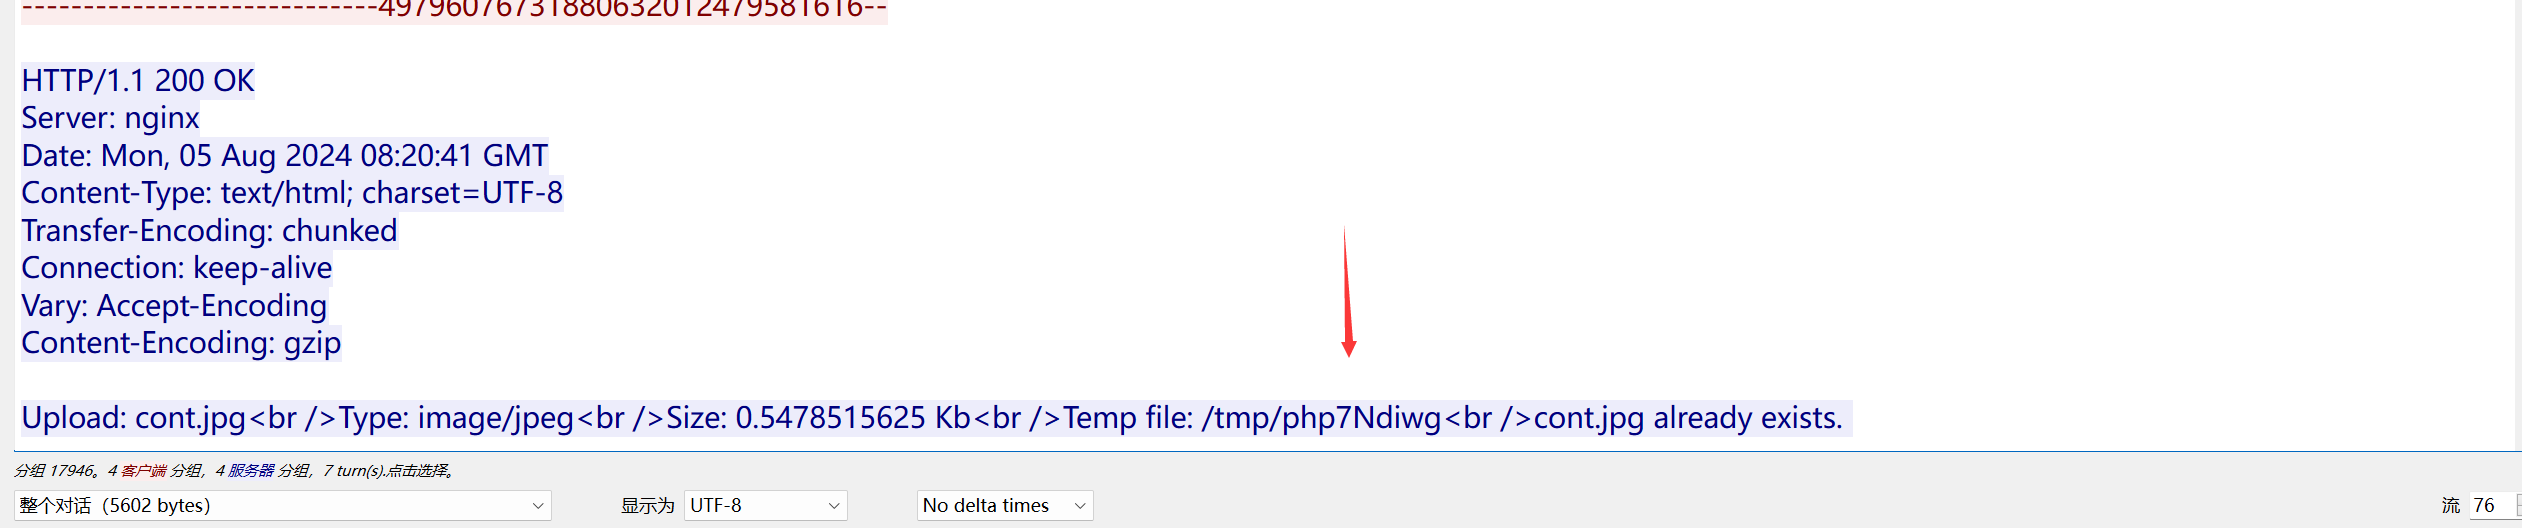 -----------------------------49796076731880632012479581616--
HTTP/1.1 200 OK
Server: nginx
Date: Mon, 05 Aug 2024 08:20:41 GMT
Content-Type: text/html; charset=UTF-8
Transfer-Encoding: chunked
Connection: keep-alive
Vary: Accept-Encoding
Content-Encoding: gzip
Upload: cont.jpg<br />Type: image/jpeg<br />Size: 0.5478515625 Kb<br />Temp file: /tmp/php7Ndiwg<br />cont.jpg already exists.
分组 17946。4 客户端 分组，4 服务器 分组，7 turn(s).点击选择。
整个对话（5602 bytes） 显示为 UTF-8 No delta times 流 76